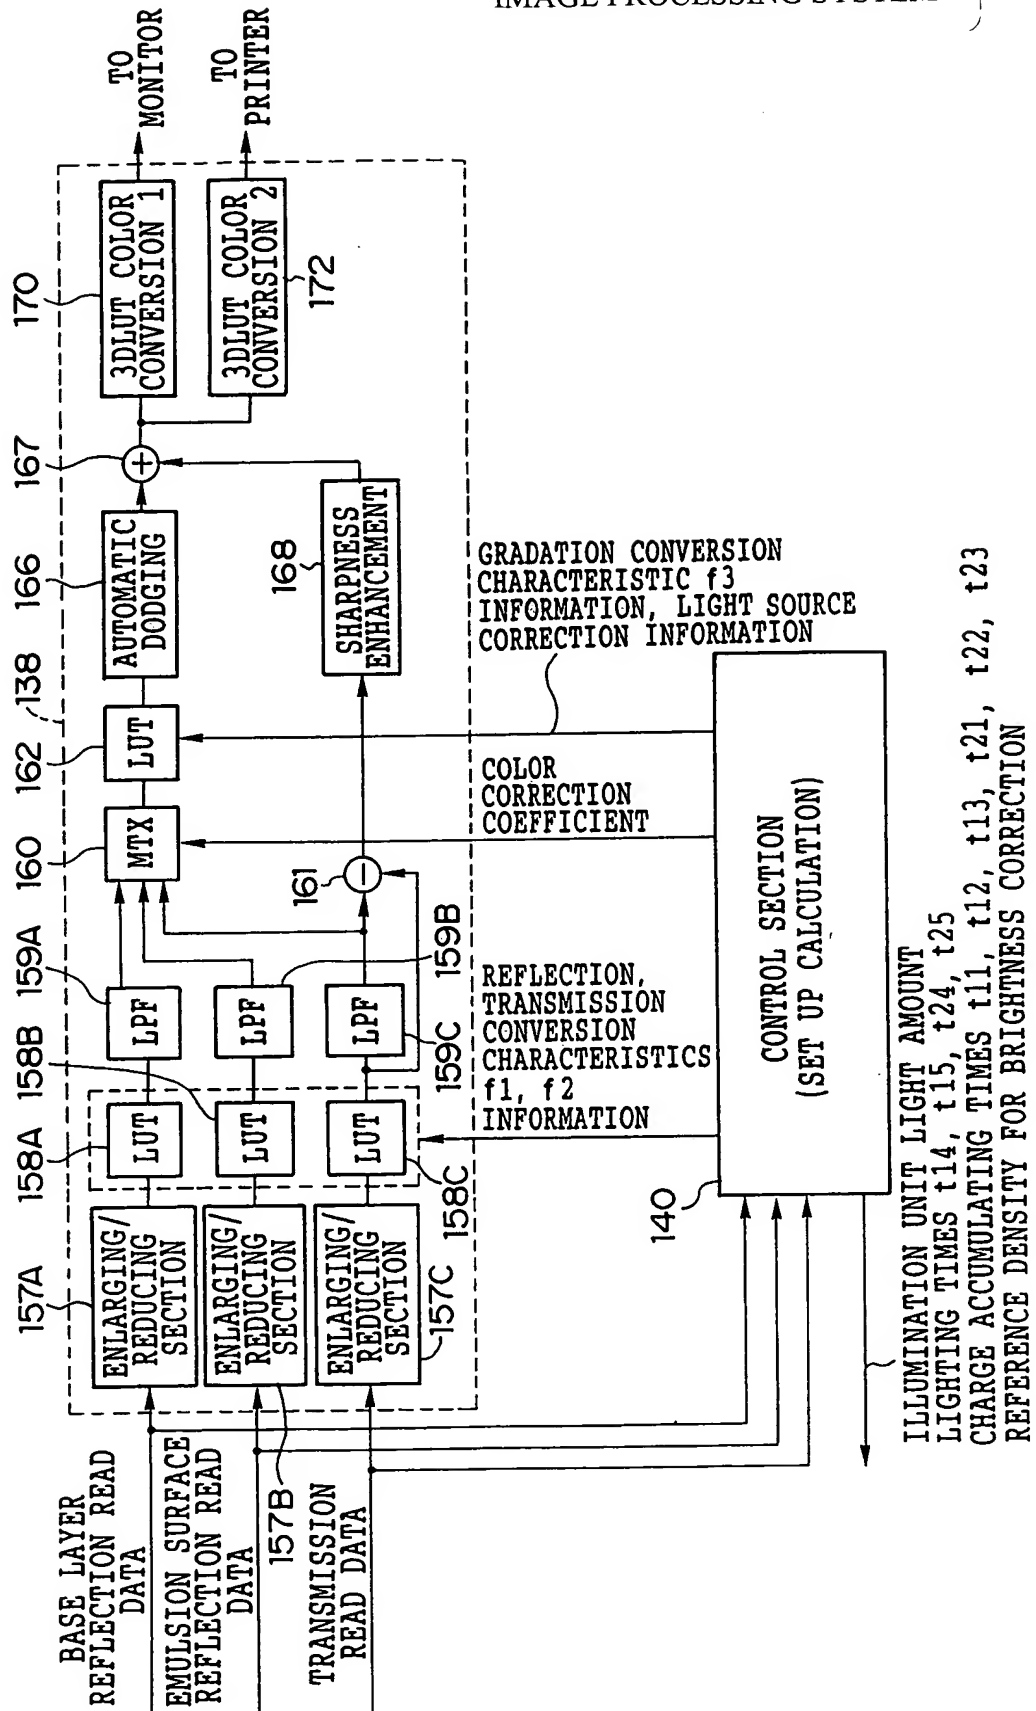 IMAGE PROCESSING SYSTEM
BASE LAYER
REFLECTION READ
DATA
EMULSION SURFACE
REFLECTION READ
DATA
TRANSMISSION
READ DATA
157A
ENLARGING/
REDUCING
SECTION
157B
ENLARGING/
REDUCING
SECTION
157C
ENLARGING/
REDUCING
SECTION
158A
LUT
158B
LUT
158C
LUT
159A
LPF
159B
LPF
159C
LPF
160
MTX
161
−
162
LUT
138
166
AUTOMATIC
DODGING
167
+
168
SHARPNESS
ENHANCEMENT
170
3DLUT COLOR
CONVERSION 1
172
3DLUT COLOR
CONVERSION 2
TO
MONITOR
TO
PRINTER
REFLECTION,
TRANSMISSION
CONVERSION
CHARACTERISTICS
f1, f2
INFORMATION
COLOR
CORRECTION
COEFFICIENT
GRADATION CONVERSION
CHARACTERISTIC f3
INFORMATION, LIGHT SOURCE
CORRECTION INFORMATION
140
CONTROL SECTION
(SET UP CALCULATION)
ILLUMINATION UNIT LIGHT AMOUNT
LIGHTING TIMES t14, t15, t24, t25
CHARGE ACCUMULATING TIMES t11, t12, t13, t21, t22, t23
REFERENCE DENSITY FOR BRIGHTNESS CORRECTION